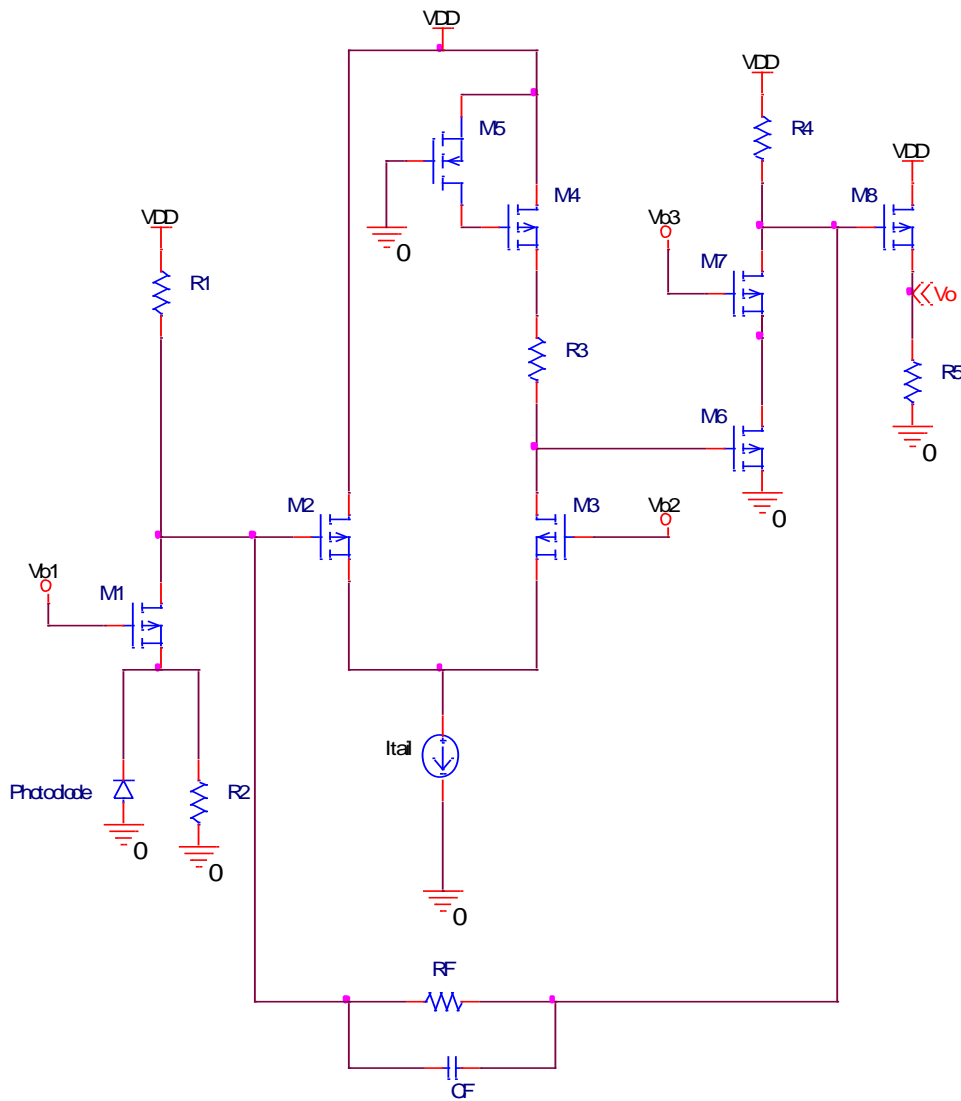 VDD
VDD
VDD
VDD
M5
M4
R4
M8
0
Vb3
M7
Vo
R1
R3
R5
M6
0
0
M2
M3
Vb2
Vb1
M1
Itail
Photodiode
R2
0
0
0
RF
CF